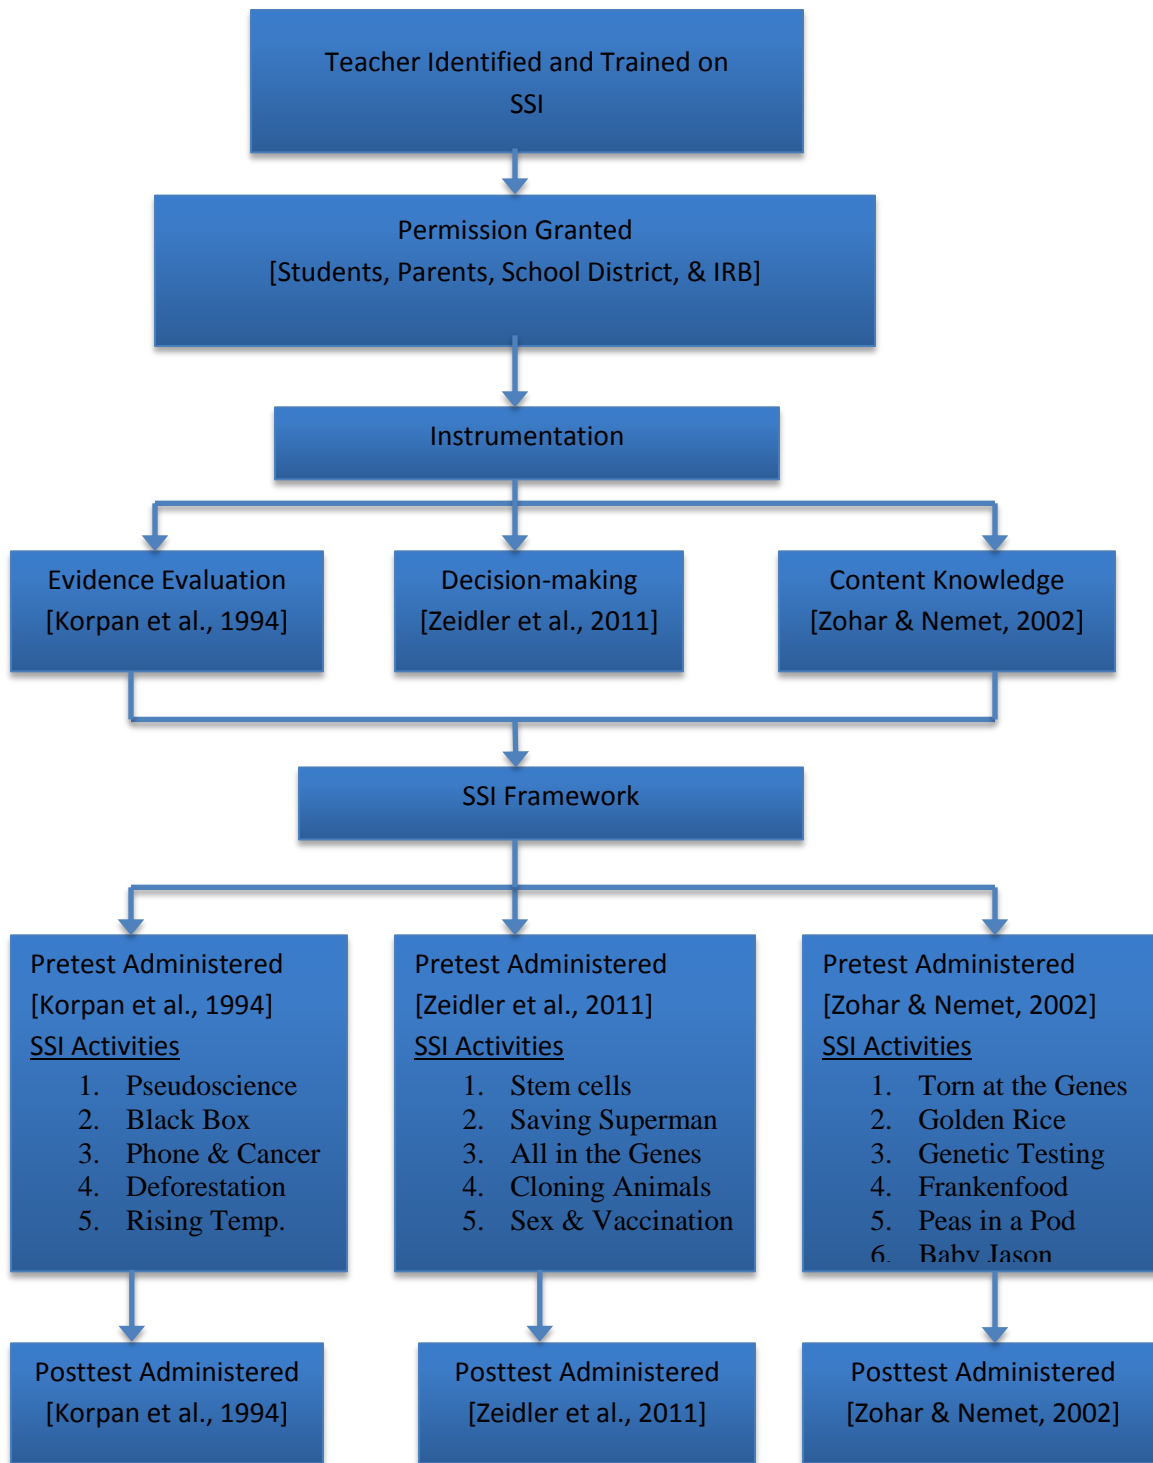 Teacher Identified and Trained on
SSI
Permission Granted
[Students, Parents, School District, & IRB]
Instrumentation
Evidence Evaluation
[Korpan et al., 1994]
Decision-making
[Zeidler et al., 2011]
Content Knowledge
[Zohar & Nemet, 2002]
SSI Framework
Pretest Administered
[Korpan et al., 1994]
SSI Activities
1. Pseudoscience
2. Black Box
3. Phone & Cancer
4. Deforestation
5. Rising Temp.
Pretest Administered
[Zeidler et al., 2011]
SSI Activities
1. Stem cells
2. Saving Superman
3. All in the Genes
4. Cloning Animals
5. Sex & Vaccination
Pretest Administered
[Zohar & Nemet, 2002]
SSI Activities
1. Torn at the Genes
2. Golden Rice
3. Genetic Testing
4. Frankenfood
5. Peas in a Pod
6. Baby Jason
Posttest Administered
[Korpan et al., 1994]
Posttest Administered
[Zeidler et al., 2011]
Posttest Administered
[Zohar & Nemet, 2002]